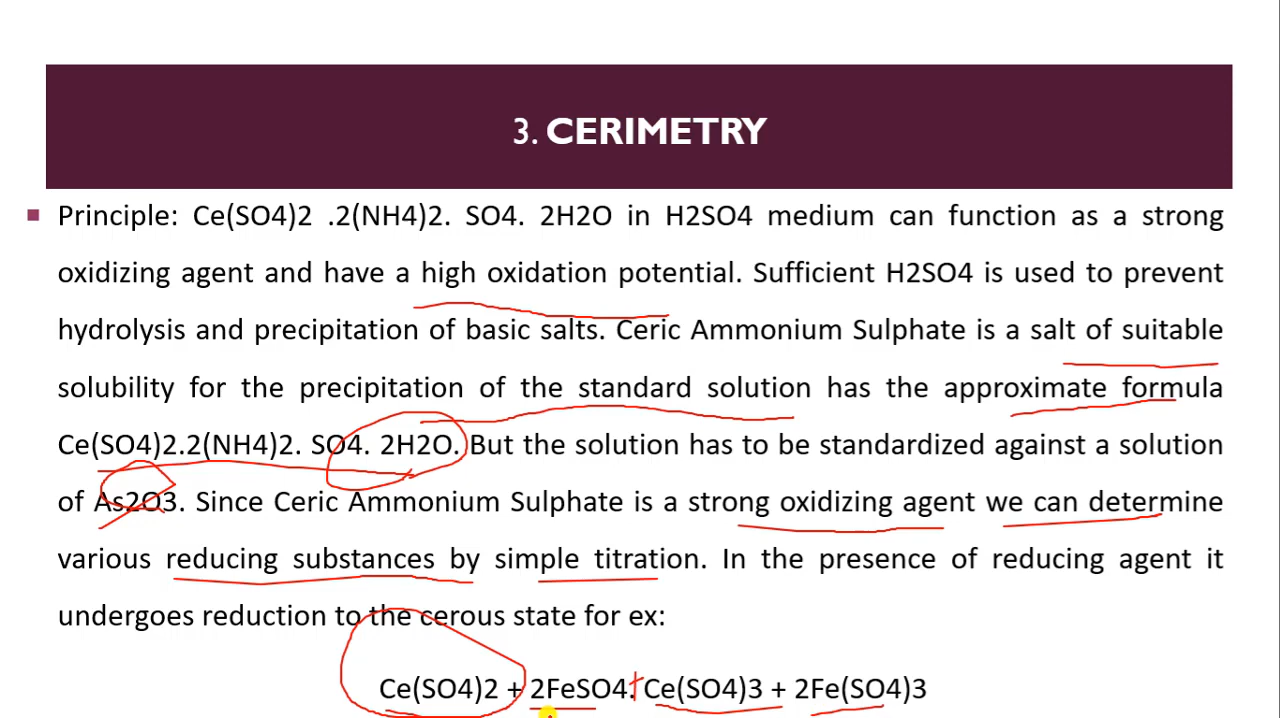 3. CERIMETRY
Principle: Ce(SO4)2 .2(NH4)2. SO4. 2H2O in H2SO4 medium can function as a strong
oxidizing agent and have a high oxidation potential. Sufficient H2SO4 is used to prevent
hydrolysis and precipitation of basic salts. Ceric Ammonium Sulphate is a salt of suitable
solubility for the precipitation of the standard solution has the approximate formula
Ce(SO4)2.2(NH4)2. SO4. 2H2O. But the solution has to be standardized against a solution
of As2O3. Since Ceric Ammonium Sulphate is a strong oxidizing agent we can determine
various reducing substances by simple titration. In the presence of reducing agent it
undergoes reduction to the cerous state for ex:
Ce(SO4)2 + 2FeSO4. Ce(SO4)3 + 2Fe(SO4)3